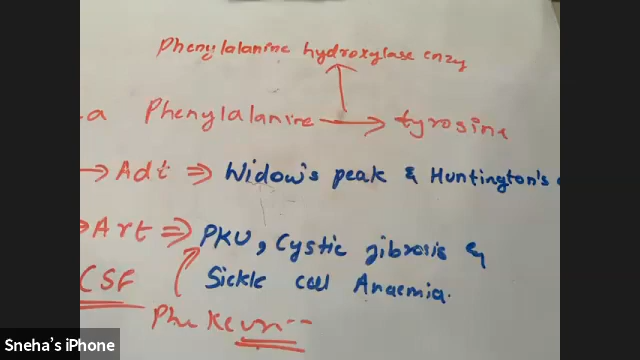 Phenylalanine hydroxylase enzy
a Phenylalanine → tyrosine
→ Adt ⇒ Widow's peak & Huntington's
Art ⇒ PKU, Cystic fibrosis &
CSF Sickle cell Anaemia.
Phe
Sneha's iPhone